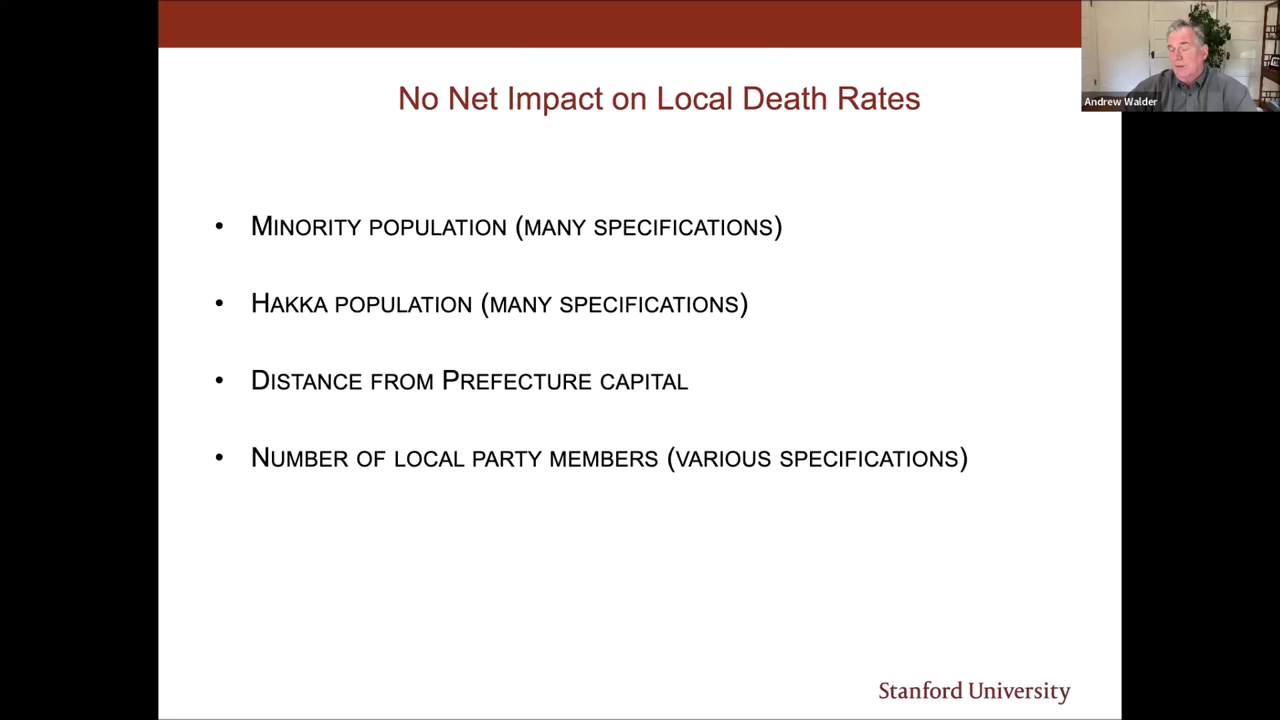 No Net Impact on Local Death Rates
Andrew Walder
• Minority population (many specifications)
• Hakka population (many specifications)
• Distance from Prefecture capital
• Number of local party members (various specifications)
Stanford University